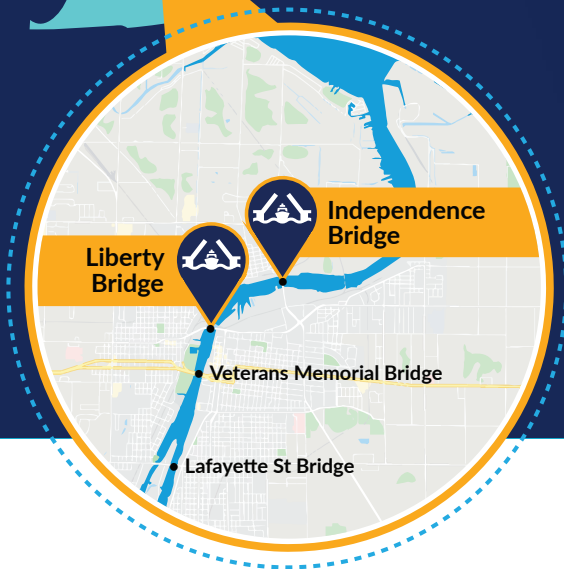 Independence
Bridge
Liberty
Bridge
Veterans Memorial Bridge
Lafayette St Bridge